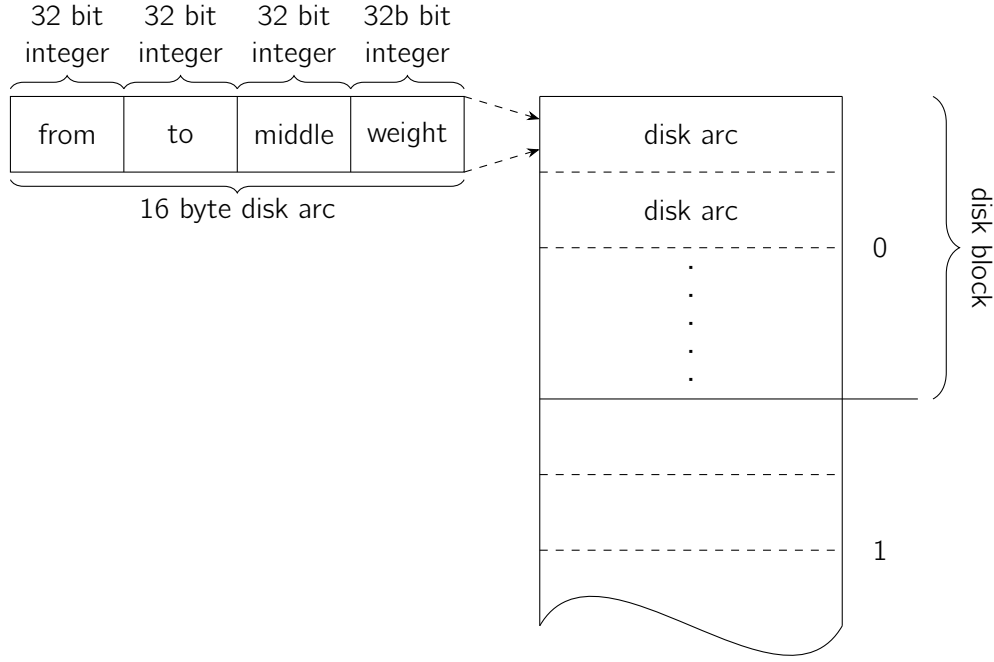 32 bit
integer
32 bit
integer
32 bit
integer
32b bit
integer
from
to
middle
weight
16 byte disk arc
disk arc
disk arc
0
disk block
1